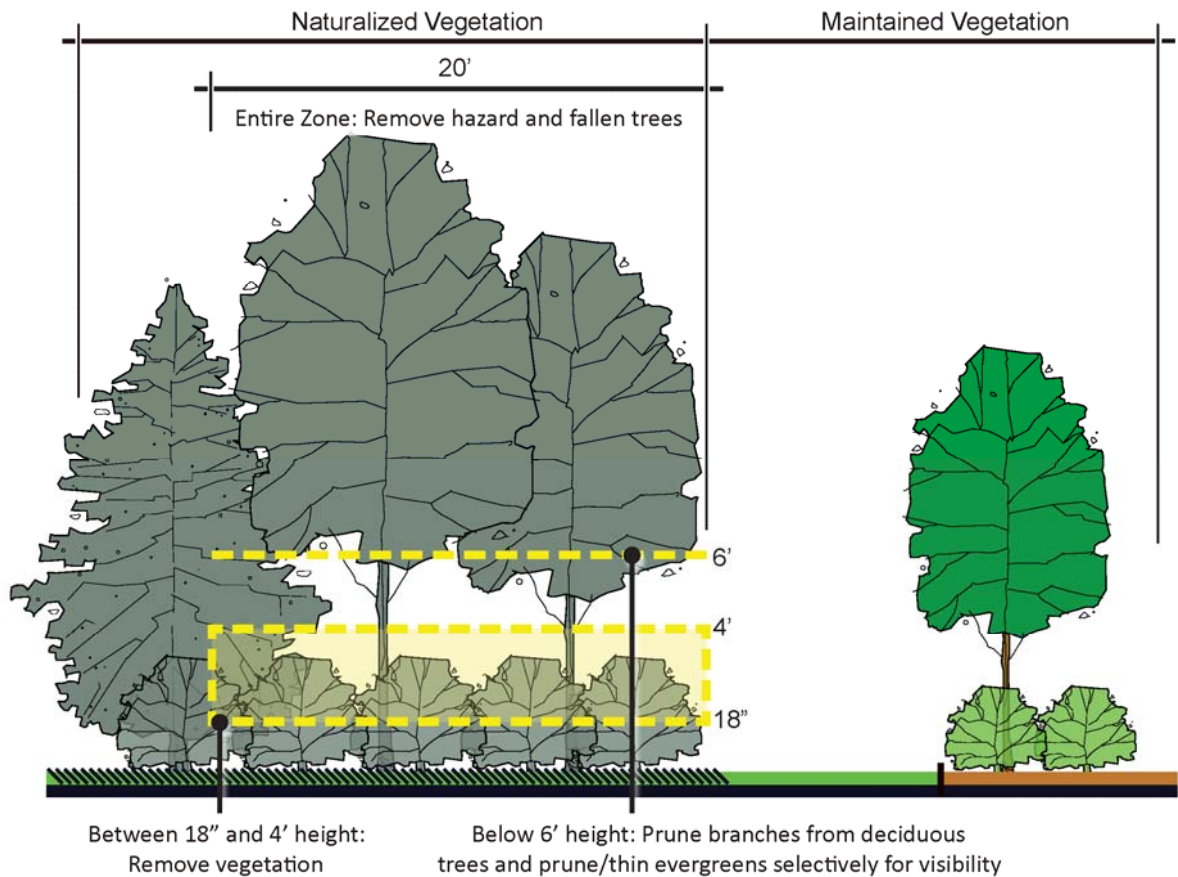 Naturalized Vegetation
Maintained Vegetation
20’
Entire Zone: Remove hazard and fallen trees
6’
4’
18”
Between 18” and 4’ height:
Remove vegetation
Below 6’ height: Prune branches from deciduous
trees and prune/thin evergreens selectively for visibility